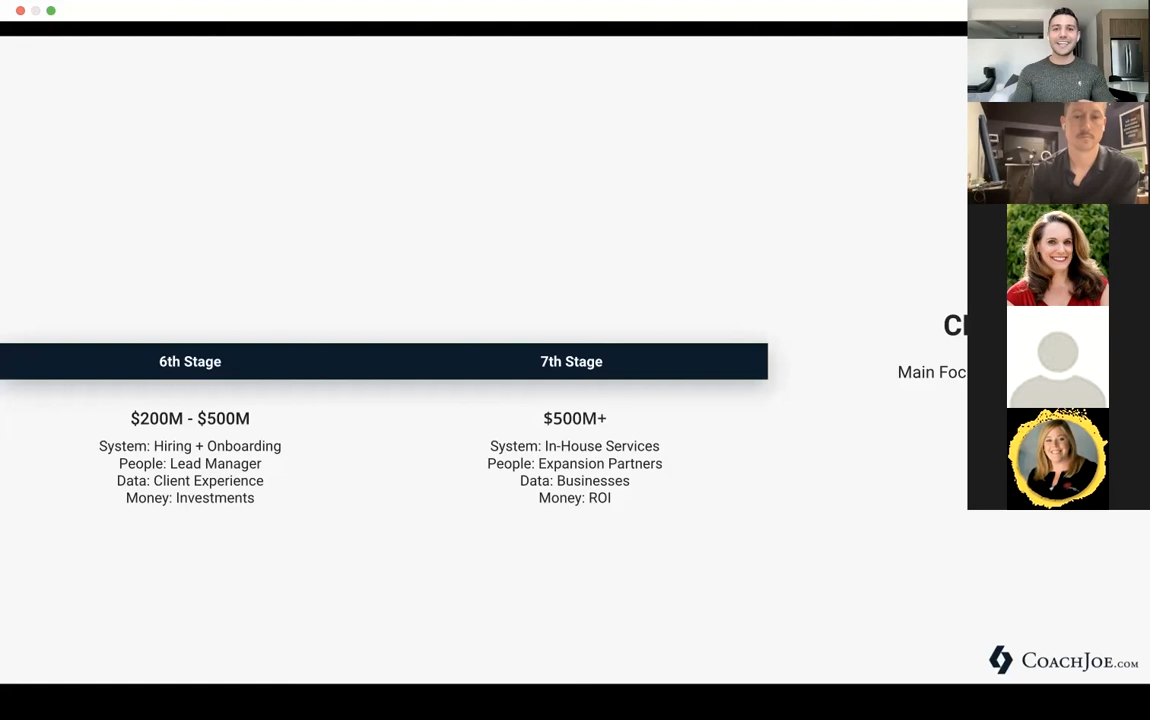 6th Stage
7th Stage
$200M - $500M
System: Hiring + Onboarding
People: Lead Manager
Data: Client Experience
Money: Investments
$500M+
System: In-House Services
People: Expansion Partners
Data: Businesses
Money: ROI
Main
COACHJOE.COM